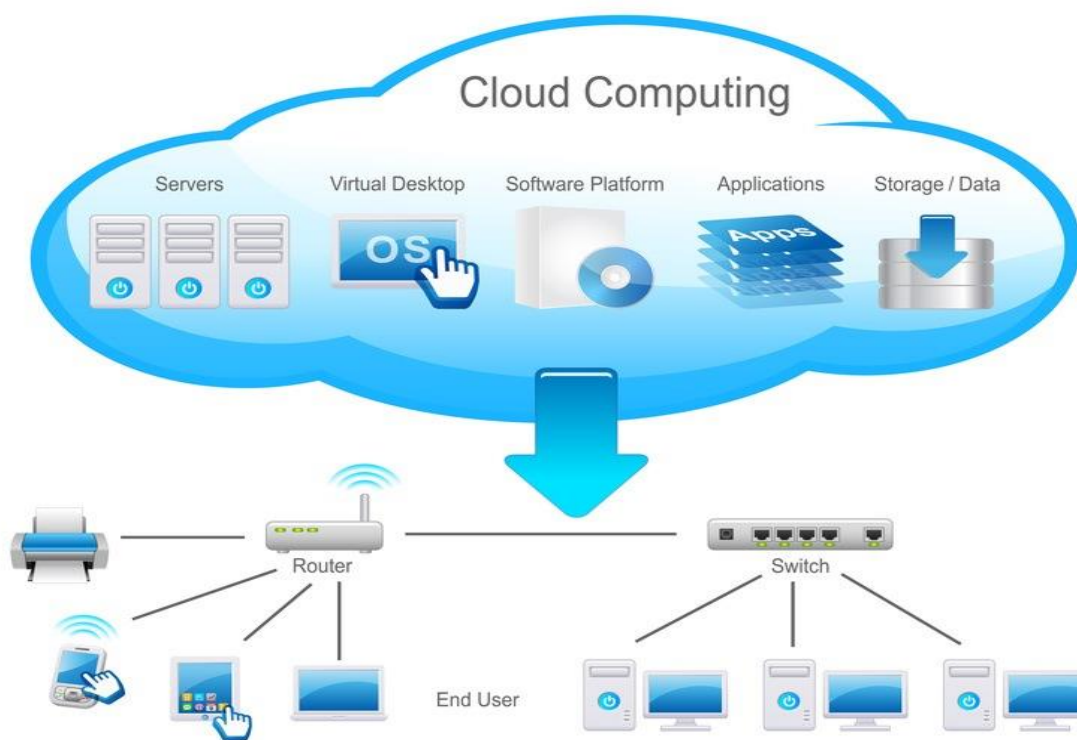 Cloud Computing
Servers
Virtual Desktop
Software Platform
Applications
Storage / Data
OS
Apps
Router
Switch
End User